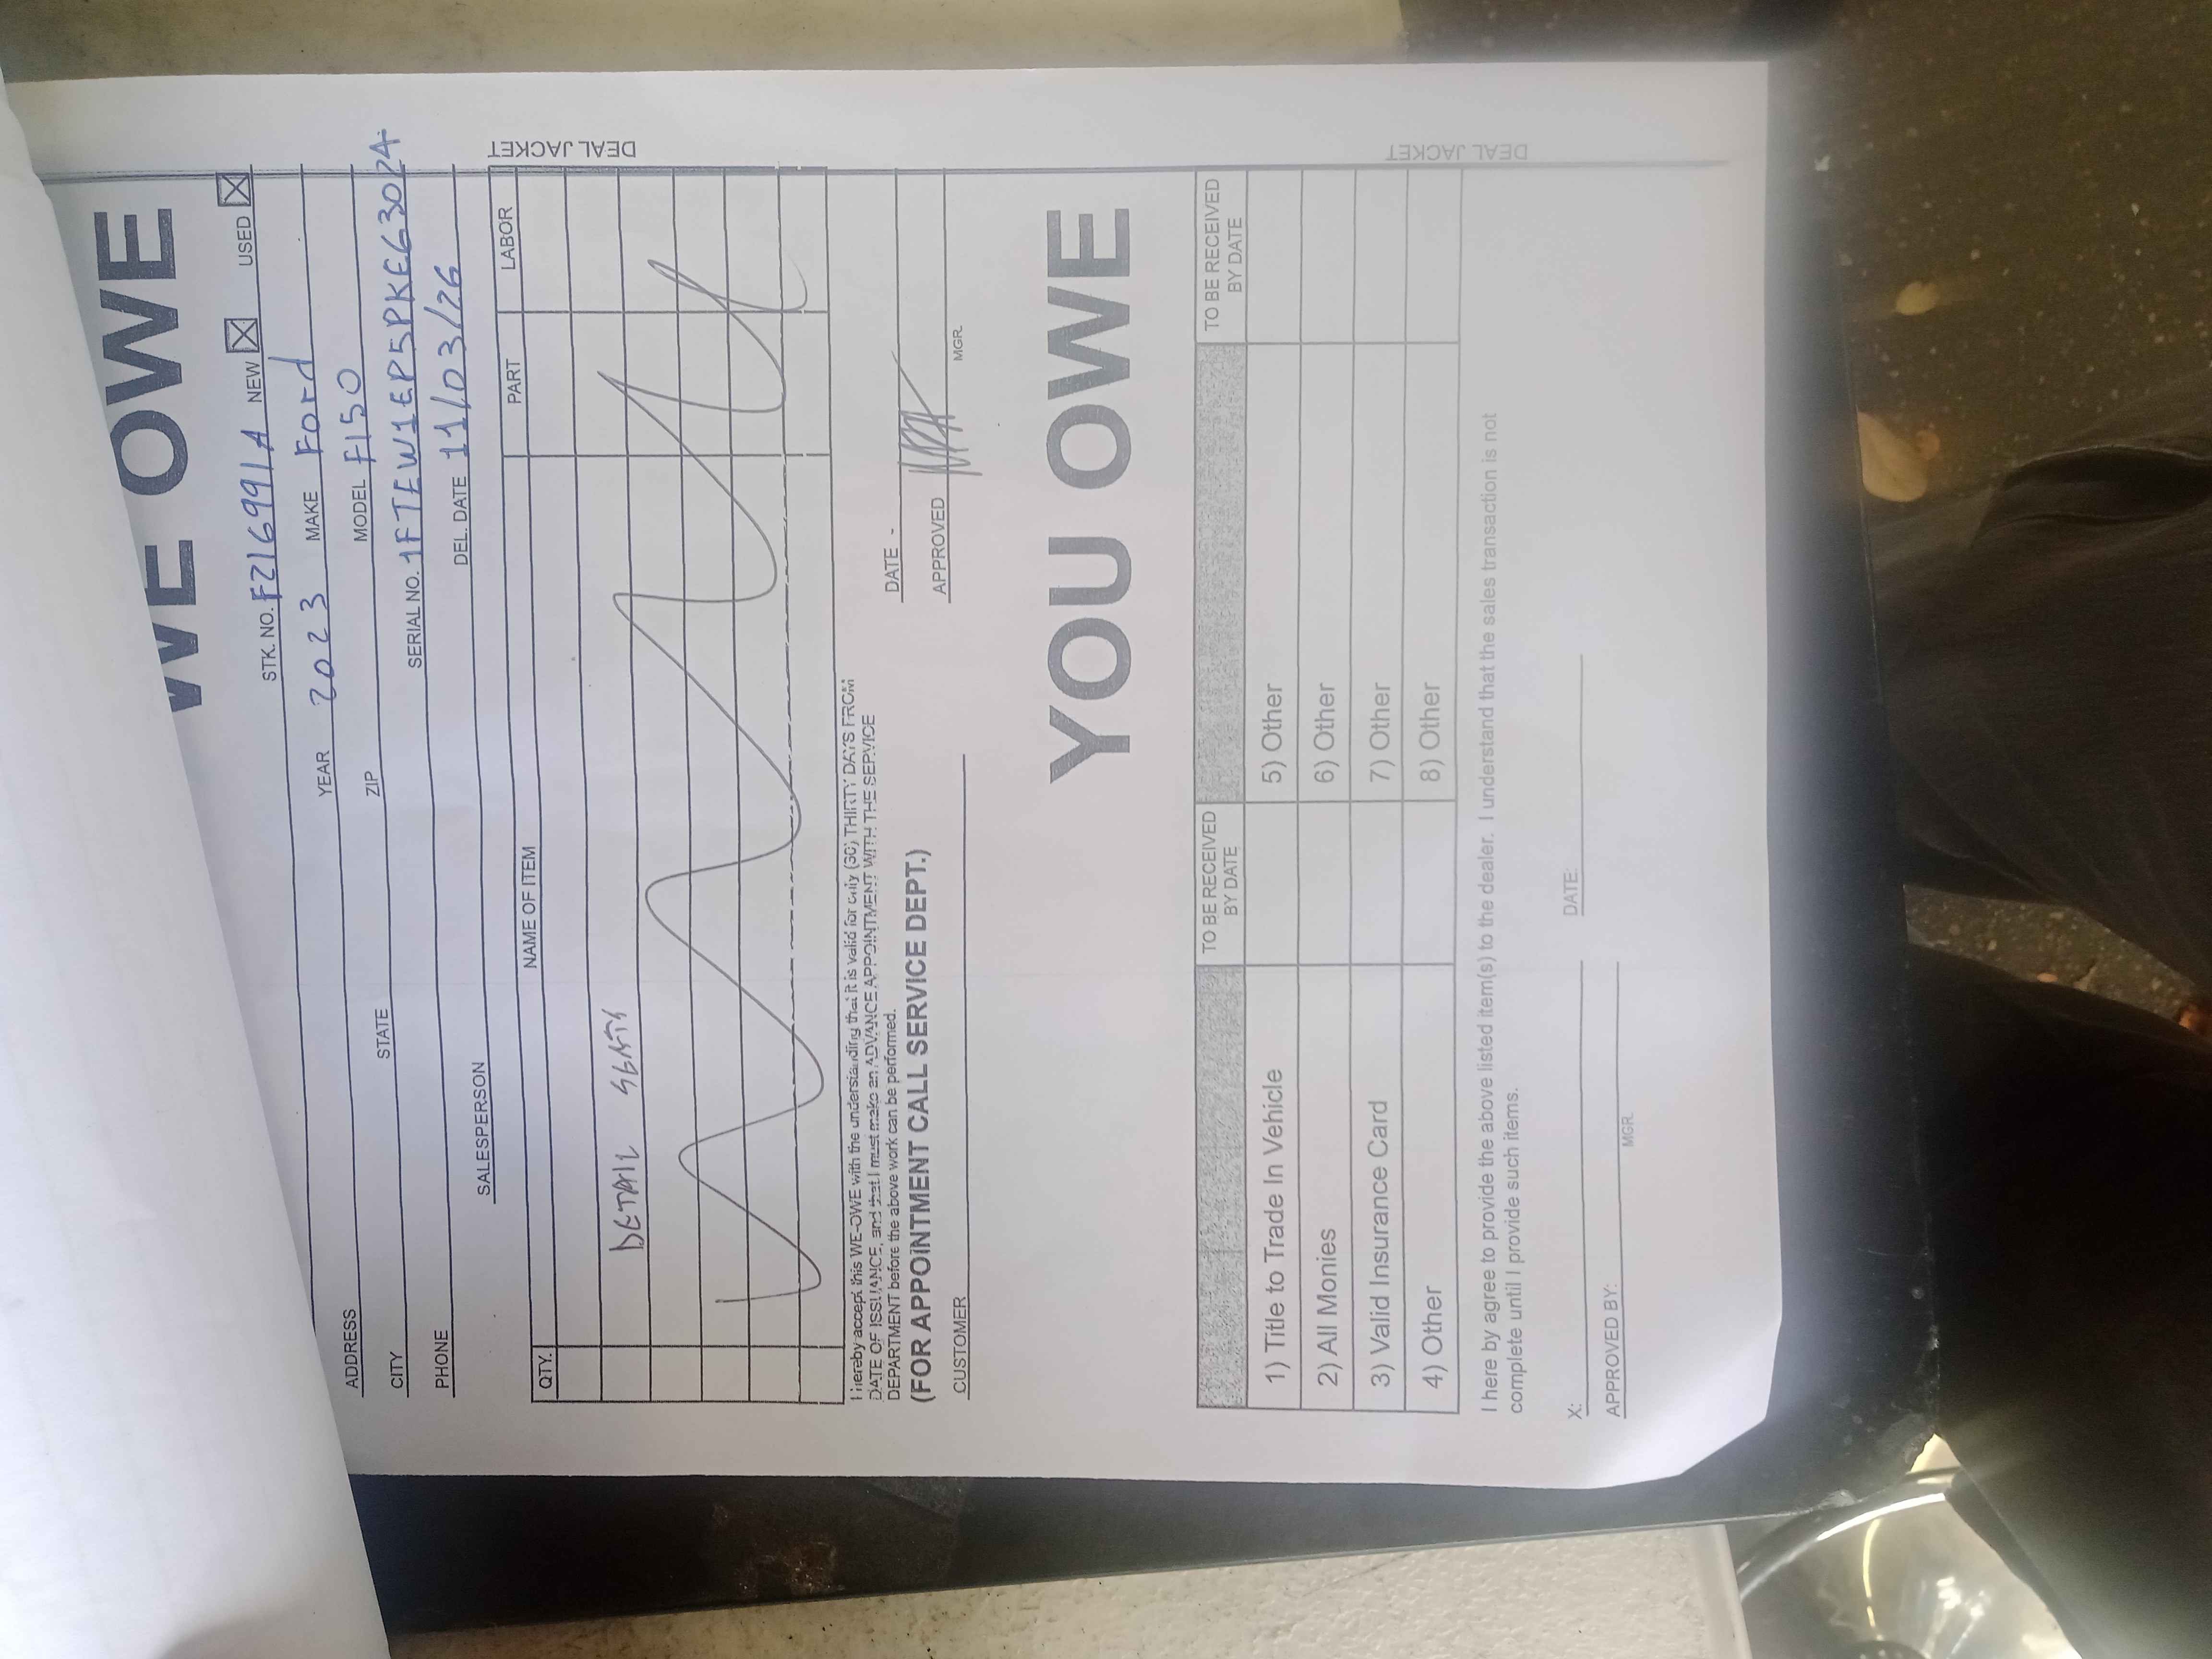 WE OWE
STK. NO. FZ16991A NEW ☒ USED ☒
YEAR 2023 MAKE Ford
ADDRESS
MODEL F150
CITY STATE ZIP
SERIAL NO. 1FTEW1EP5PKE63024
PHONE
DEL. DATE 11/03/26
SALESPERSON
DEAL JACKET
QTY. NAME OF ITEM PART LABOR
DETAIL
I hereby accept this WE-OWE with the understanding that it is valid for only (30) THIRTY DAYS FROM
DATE OF ISSUANCE, and that I must make an ADVANCE APPOINTMENT WITH THE SERVICE
DEPARTMENT before the above work can be performed.
(FOR APPOINTMENT CALL SERVICE DEPT.)
DATE -
CUSTOMER APPROVED
MGR.
YOU OWE
TO BE RECEIVED BY DATE TO BE RECEIVED BY DATE
1) Title to Trade In Vehicle 5) Other
2) All Monies 6) Other
3) Valid Insurance Card 7) Other
4) Other 8) Other
DEAL JACKET
I here by agree to provide the above listed item(s) to the dealer. I understand that the sales transaction is not
complete until I provide such items.
X: DATE:
APPROVED BY:
MGR.